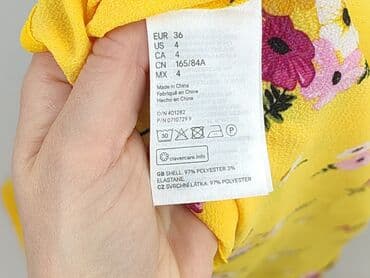 EUR 36
US 4
CA 4
CN 165/84A
MX 4
Made in China
Fabriqué en Chine
Hecho en China
O/N 401282
P/N 0710729 9
30
P
clevercare.info
GB SHELL: 97% POLYESTER 3%
ELASTANE.
CZ SVRCHNÍ LÁTKA: 97% POLYESTER